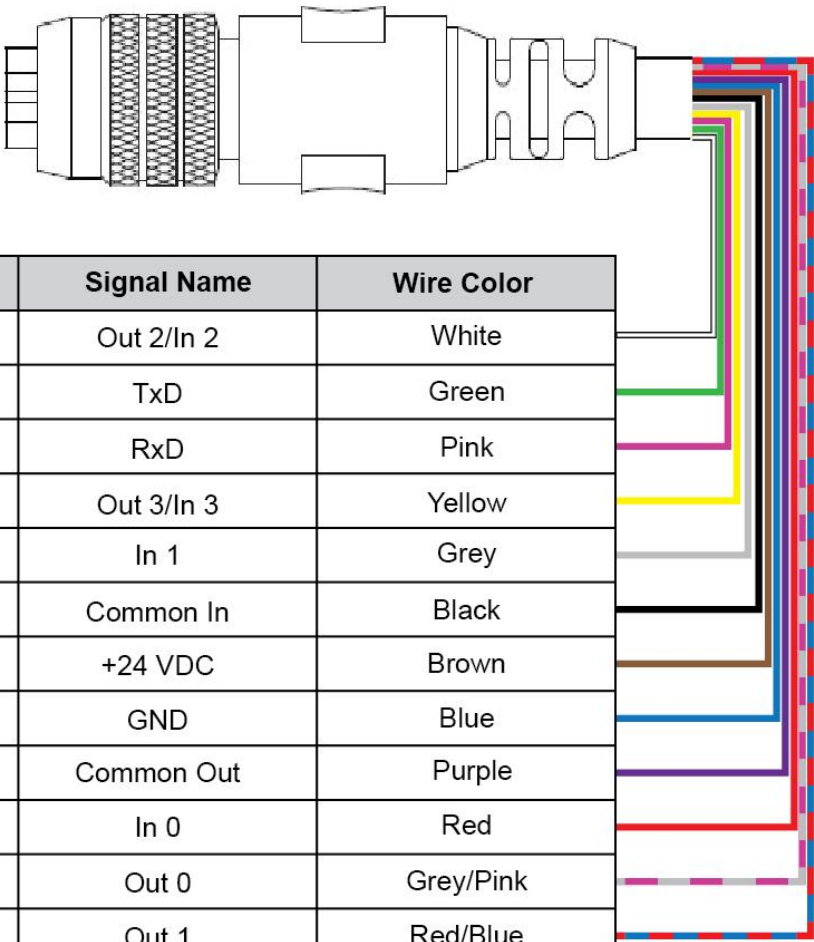 Signal Name Wire Color
Out 2/In 2 White
TxD Green
RxD Pink
Out 3/In 3 Yellow
In 1 Grey
Common In Black
+24 VDC Brown
GND Blue
Common Out Purple
In 0 Red
Out 0 Grey/Pink
Out 1 Red/Blue